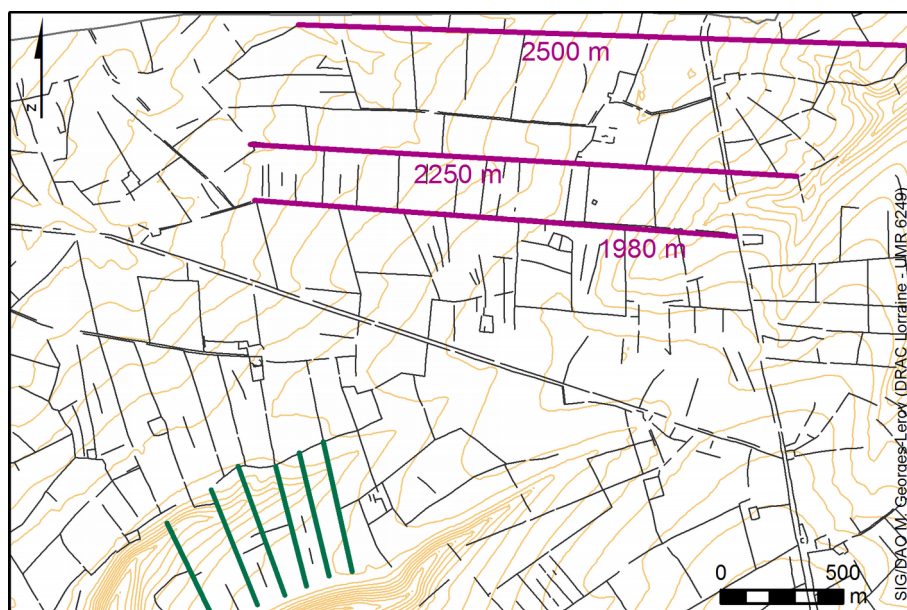 2500 m
N
2250 m
1980 m
SIG/DAO M. Georges-Leroy (DRAC Lorraine - UMR 6249)
0 500
m